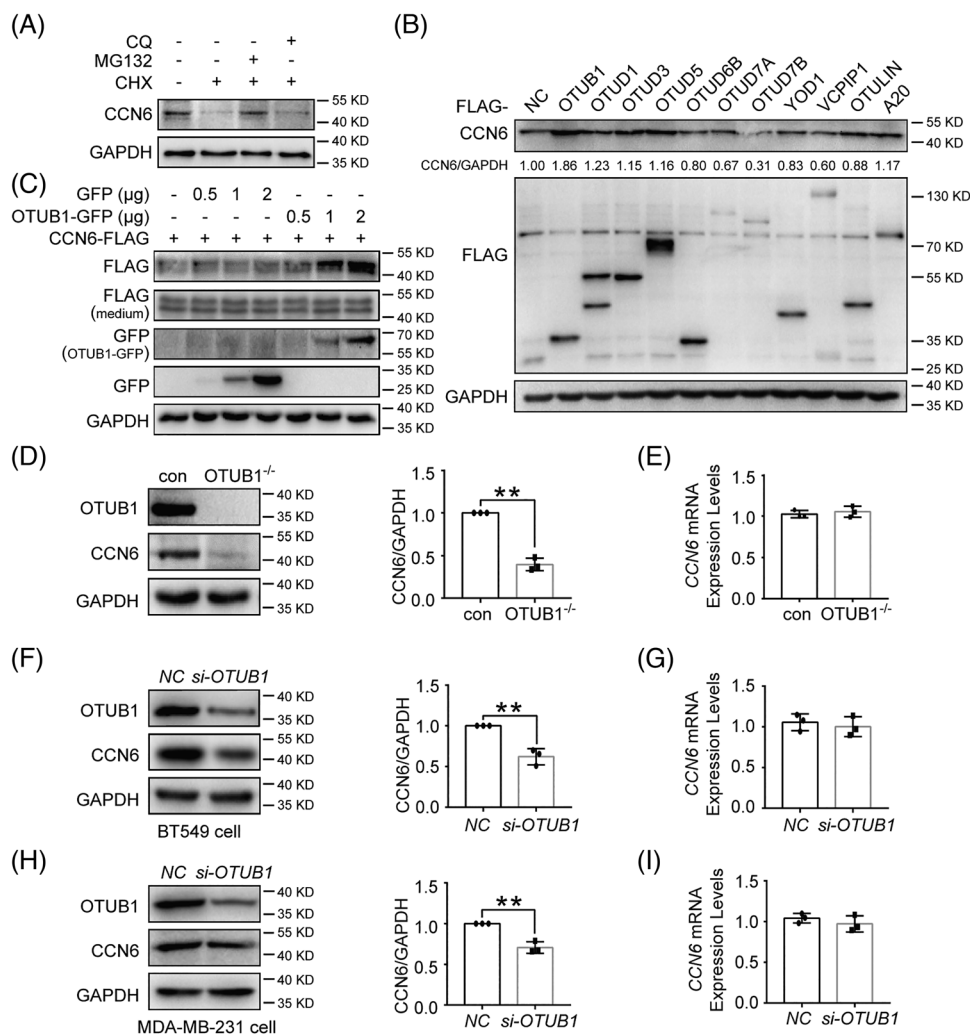 (A)
CQ - - - +
MG132 - - + -
CHX - + + +
CCN6
55 KD
40 KD
GAPDH
40 KD
35 KD
(B)
FLAG- NC OTUB1 OTUD1 OTUD3 OTUD5 OTUD6B OTUD7A OTUD7B YOD1 VCPIP1 OTULIN A20
CCN6
55 KD
40 KD
CCN6/GAPDH 1.00 1.86 1.23 1.15 1.16 0.80 0.67 0.31 0.83 0.60 0.88 1.17
FLAG
130 KD
70 KD
55 KD
35 KD
25 KD
GAPDH
40 KD
35 KD
(C)
GFP (µg) - 0.5 1 2 - - -
OTUB1-GFP (µg) - - - - 0.5 1 2
CCN6-FLAG + + + + + + +
FLAG
55 KD
40 KD
FLAG
(medium)
55 KD
40 KD
GFP
(OTUB1-GFP)
70 KD
55 KD
GFP
35 KD
25 KD
GAPDH
40 KD
35 KD
(D)
con OTUB1-/-
OTUB1
40 KD
35 KD
CCN6
55 KD
40 KD
GAPDH
40 KD
35 KD
CCN6/GAPDH
1.5
1.0
0.5
0.0
**
con OTUB1-/-
(E)
CCN6 mRNA
Expression Levels
1.5
1.0
0.5
0.0
con OTUB1-/-
(F)
NC si-OTUB1
OTUB1
40 KD
35 KD
CCN6
55 KD
40 KD
GAPDH
40 KD
35 KD
BT549 cell
CCN6/GAPDH
1.5
1.0
0.5
0.0
**
NC si-OTUB1
(G)
CCN6 mRNA
Expression Levels
1.5
1.0
0.5
0.0
NC si-OTUB1
(H)
NC si-OTUB1
OTUB1
40 KD
35 KD
CCN6
55 KD
40 KD
GAPDH
40 KD
35 KD
MDA-MB-231 cell
CCN6/GAPDH
1.5
1.0
0.5
0.0
**
NC si-OTUB1
(I)
CCN6 mRNA
Expression Levels
1.5
1.0
0.5
0.0
NC si-OTUB1